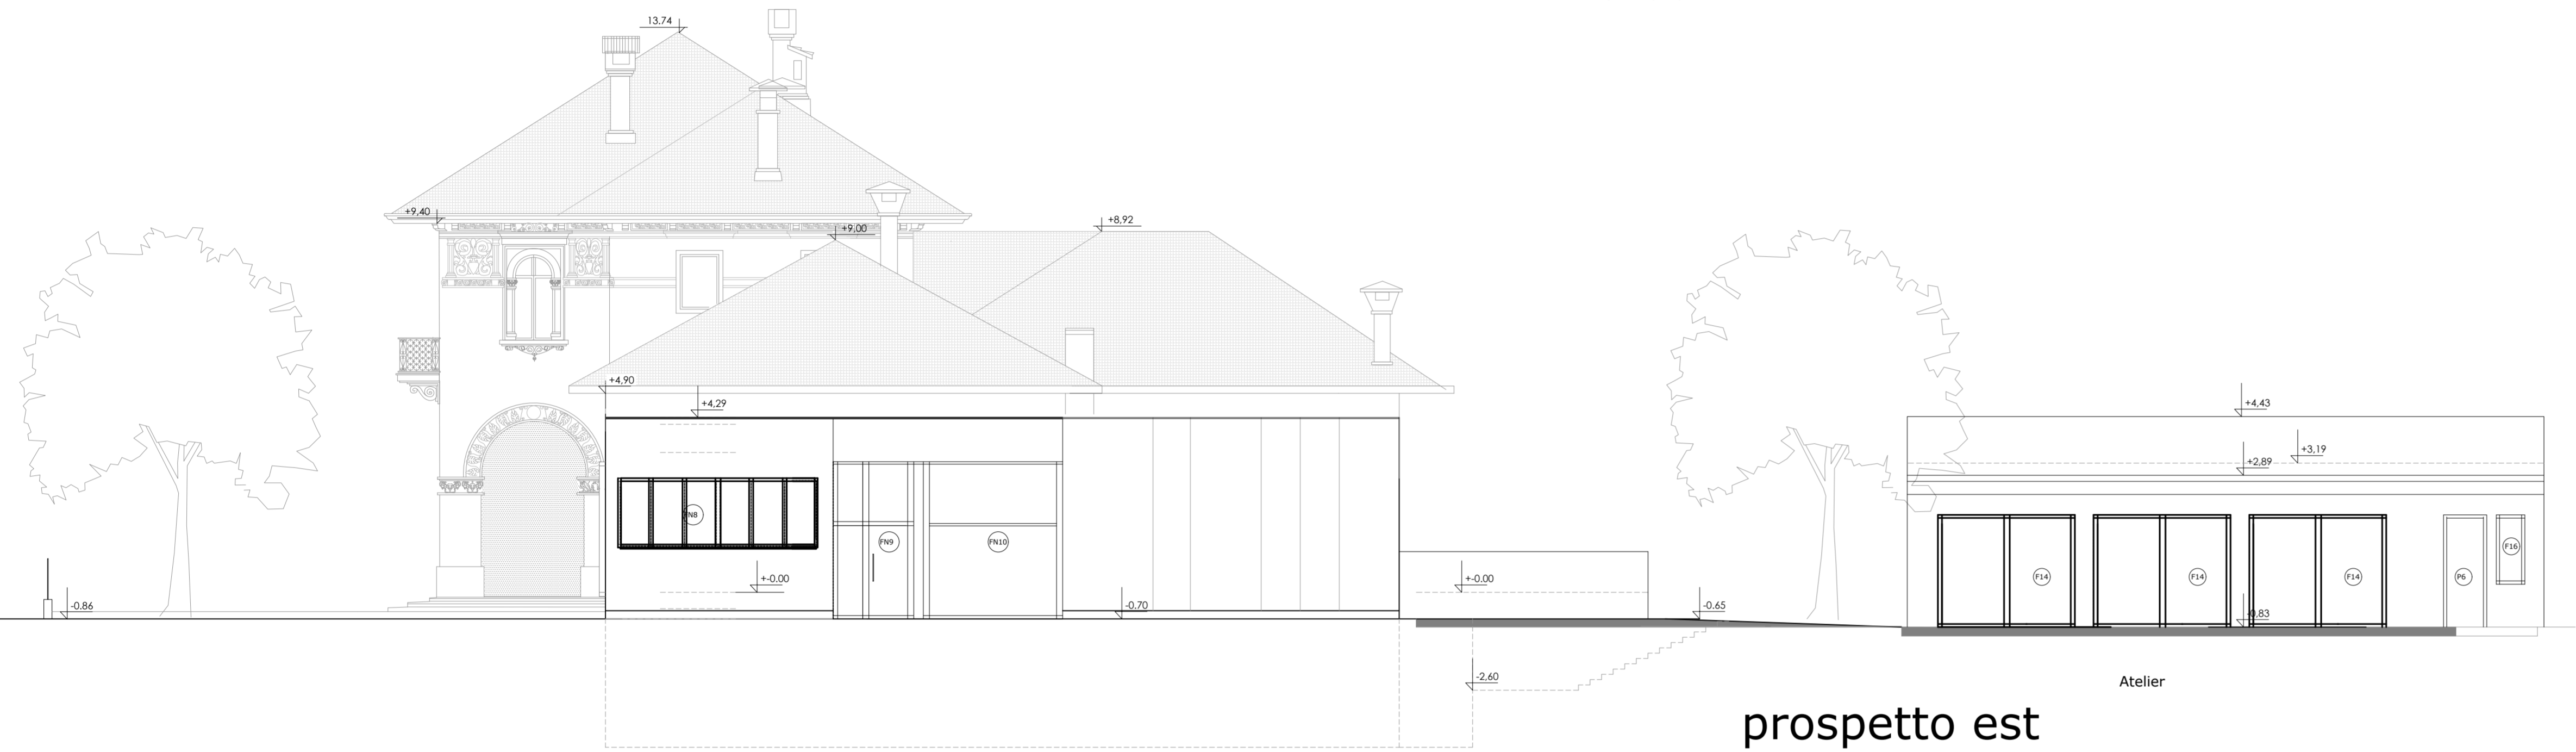 13.74
+9,40
+9,00
+8,92
+4,90
+4,29
+4,43
+3,19
+2,89
FN9
FN10
F16
F14
F14
F14
P6
+-0.00
+-0.00
-0.86
-0.70
-0.65
-2,60
Atelier
prospetto est